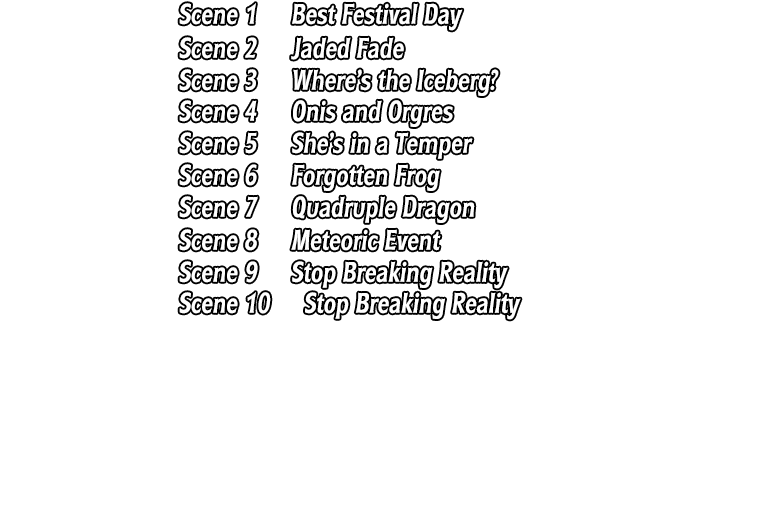 Scene 1 Best Festival Day
Scene 2 Jaded Fade
Scene 3 Where's the Iceberg?
Scene 4 Onis and Orgres
Scene 5 She's in a Temper
Scene 6 Forgotten Frog
Scene 7 Quadruple Dragon
Scene 8 Meteoric Event
Scene 9 Stop Breaking Reality
Scene 10 Stop Breaking Reality